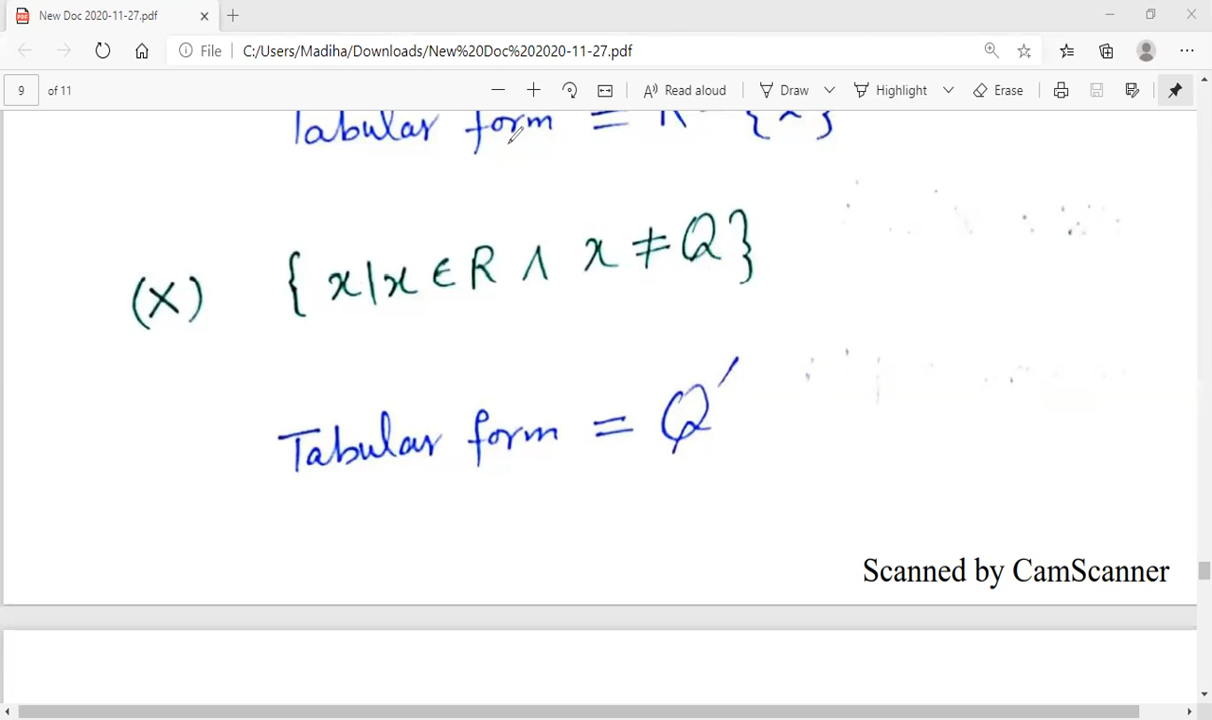 New Doc 2020-11-27.pdf
File C:/Users/Madiha/Downloads/New%20Doc%202020-11-27.pdf
9 of 11 Read aloud Draw Highlight Erase
Tabular form =
(X) { x|x ∈ R ∧ x ≠ Q}
Tabular form = Q′
Scanned by CamScanner